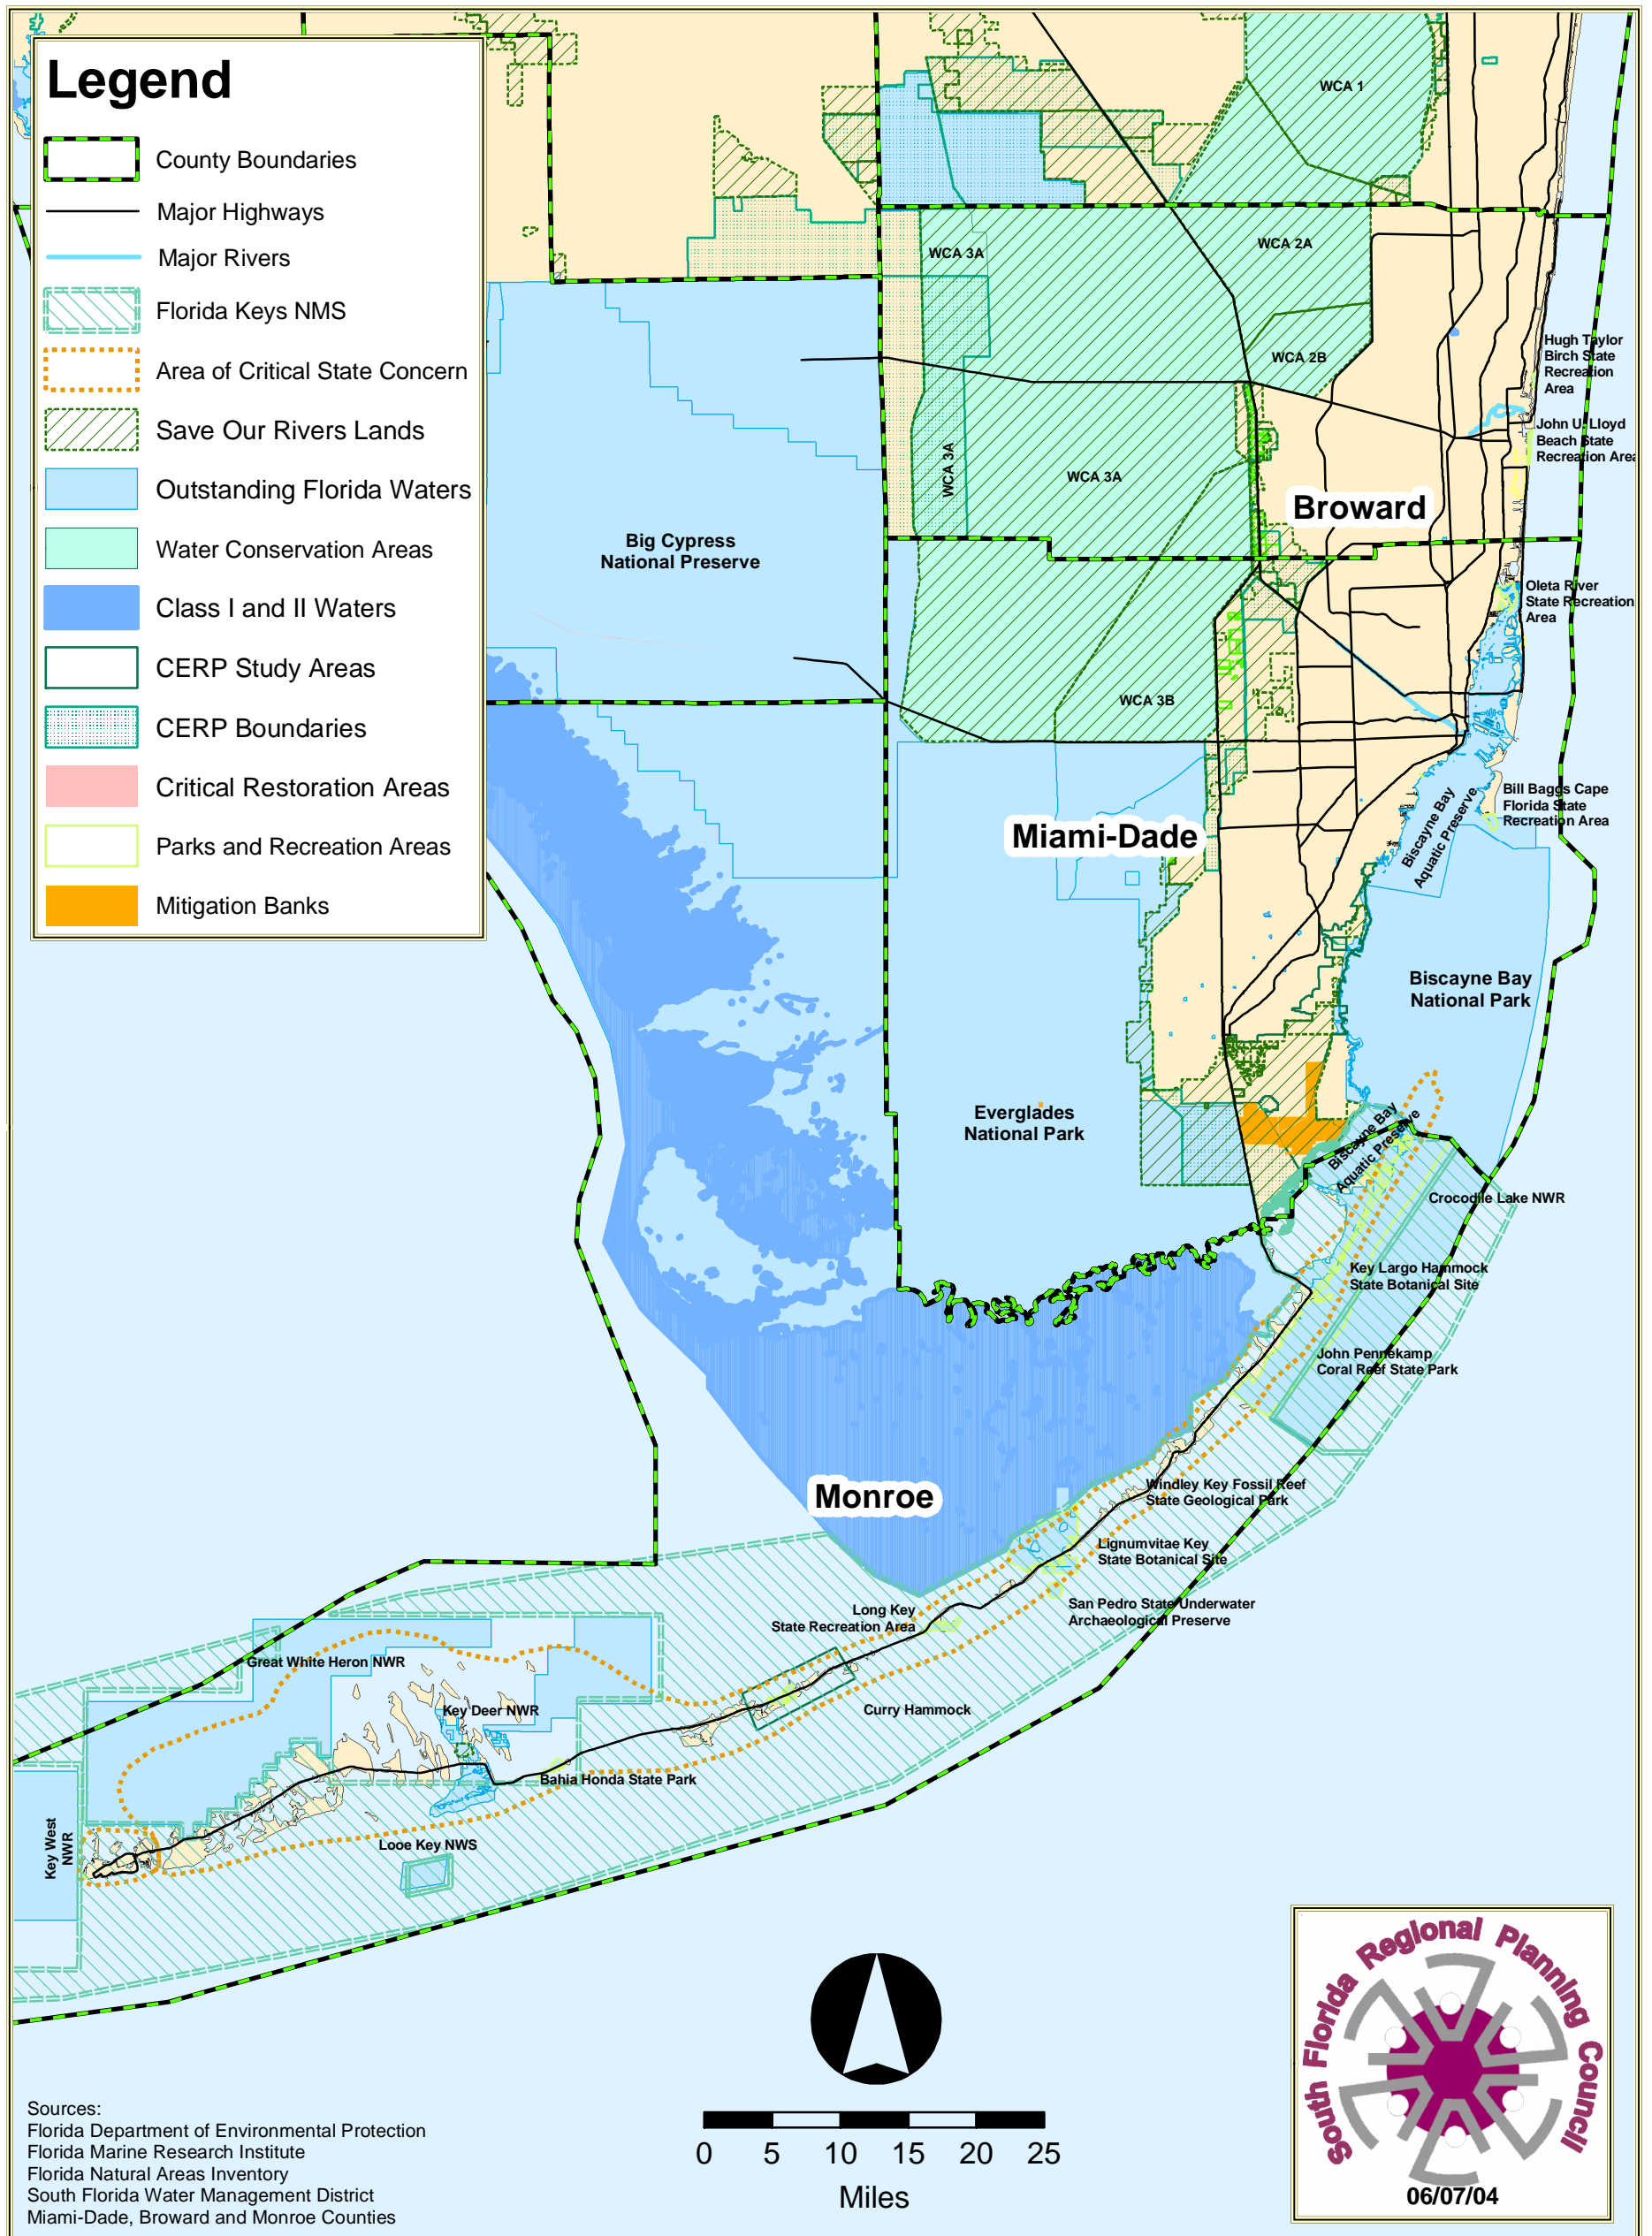 Legend
County Boundaries
Major Highways
Major Rivers
Florida Keys NMS
Area of Critical State Concern
Save Our Rivers Lands
Outstanding Florida Waters
Water Conservation Areas
Class I and II Waters
CERP Study Areas
CERP Boundaries
Critical Restoration Areas
Parks and Recreation Areas
Mitigation Banks
WCA 1
WCA 3A
WCA 2A
WCA 2B
Hugh Taylor
Birch State
Recreation
Area
John U. Lloyd
Beach State
Recreation Area
WCA 3A
WCA 3A
Broward
Big Cypress
National Preserve
Oleta River
State Recreation
Area
WCA 3B
Miami-Dade
Biscayne Bay
Aquatic Preserve
Bill Baggs Cape
Florida State
Recreation Area
Biscayne Bay
National Park
Everglades
National Park
Biscayne Bay
Aquatic Preserve
Crocodile Lake NWR
Key Largo Hammock
State Botanical Site
John Pennekamp
Coral Reef State Park
Monroe
Windley Key Fossil Reef
State Geological Park
Lignumvitae Key
State Botanical Site
San Pedro State Underwater
Archaeological Preserve
Long Key
State Recreation Area
Great White Heron NWR
Key Deer NWR
Curry Hammock
Bahia Honda State Park
Key West
NWR
Looe Key NWS
0 5 10 15 20 25
Miles
Sources:
Florida Department of Environmental Protection
Florida Marine Research Institute
Florida Natural Areas Inventory
South Florida Water Management District
Miami-Dade, Broward and Monroe Counties
South Florida Regional Planning Council
06/07/04